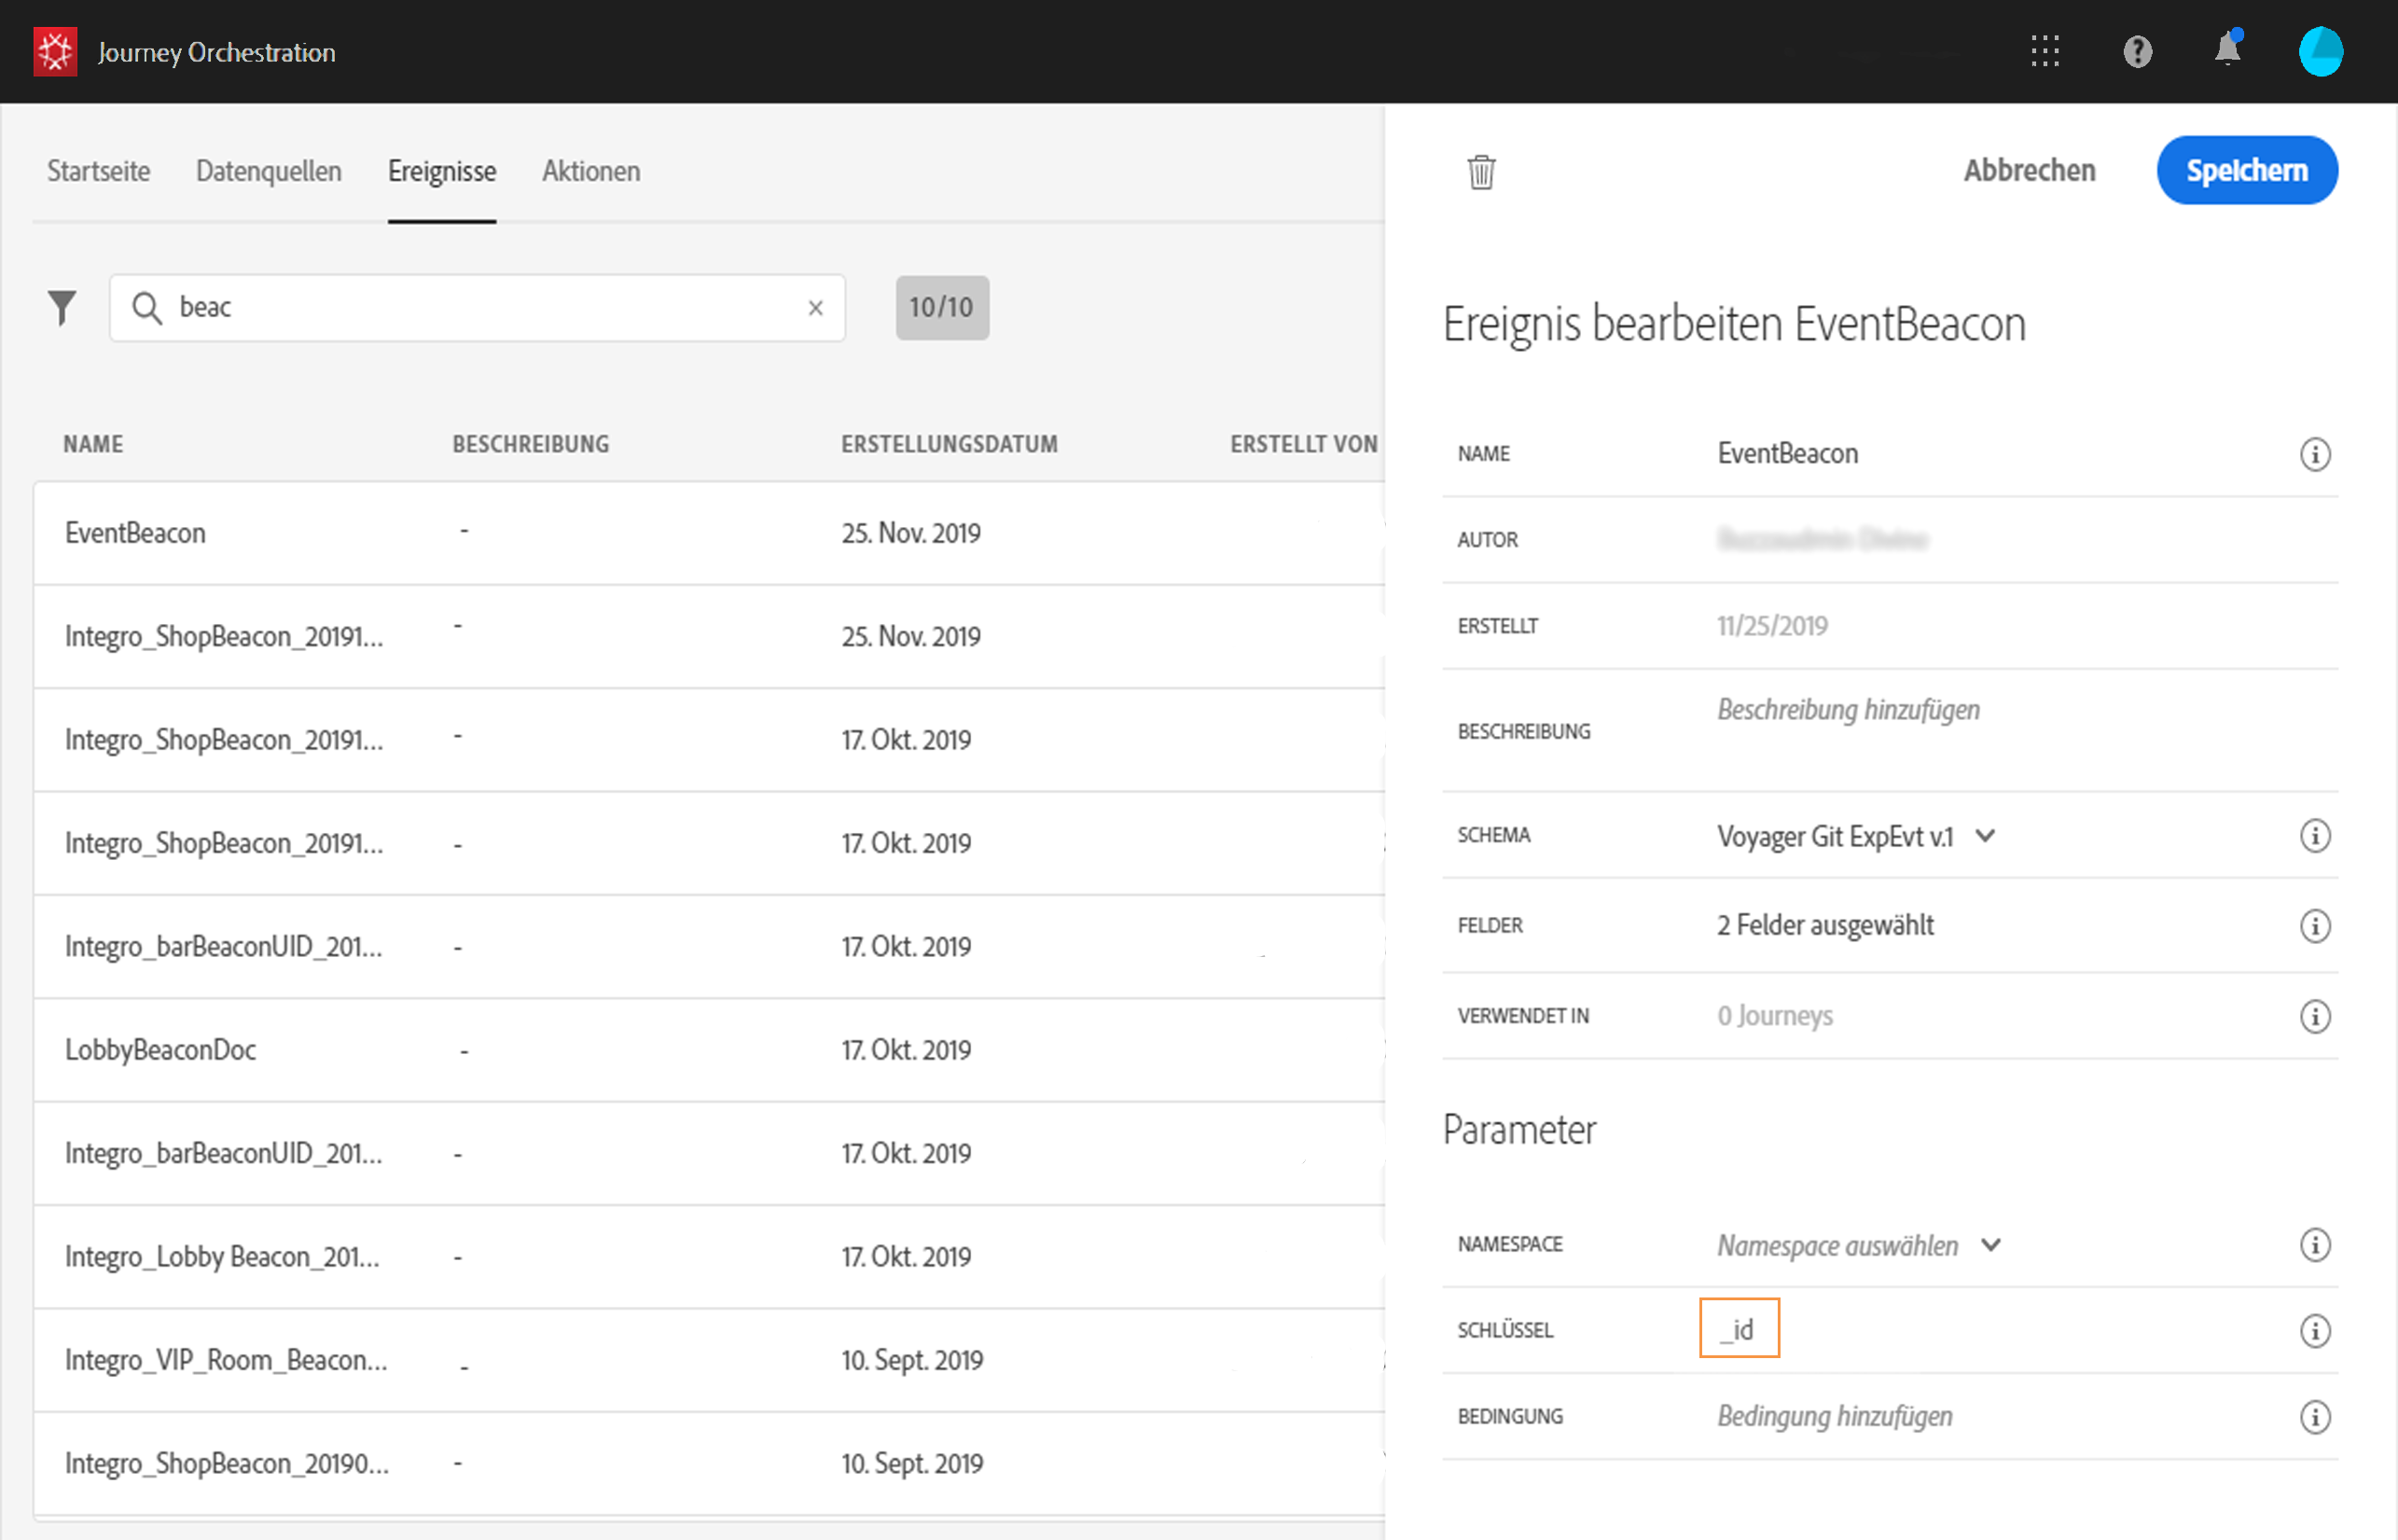 Journey Orchestration
Startseite Datenquellen Ereignisse Aktionen
beac 10/10
NAME BESCHREIBUNG ERSTELLUNGSDATUM ERSTELLT VON
EventBeacon - 25. Nov. 2019
Integro_ShopBeacon_20191... - 25. Nov. 2019
Integro_ShopBeacon_20191... - 17. Okt. 2019
Integro_ShopBeacon_20191... - 17. Okt. 2019
Integro_barBeaconUID_201... - 17. Okt. 2019
LobbyBeaconDoc - 17. Okt. 2019
Integro_barBeaconUID_201... - 17. Okt. 2019
Integro_Lobby Beacon_201... - 17. Okt. 2019
Integro_VIP_Room_Beacon... - 10. Sept. 2019
Integro_ShopBeacon_20190... - 10. Sept. 2019
Abbrechen Speichern
Ereignis bearbeiten EventBeacon
NAME EventBeacon
AUTOR
ERSTELLT 11/25/2019
BESCHREIBUNG Beschreibung hinzufügen
SCHEMA Voyager Git ExpEvt v.1
FELDER 2 Felder ausgewählt
VERWENDET IN 0 Journeys
Parameter
NAMESPACE Namespace auswählen
SCHLÜSSEL _id
BEDINGUNG Bedingung hinzufügen